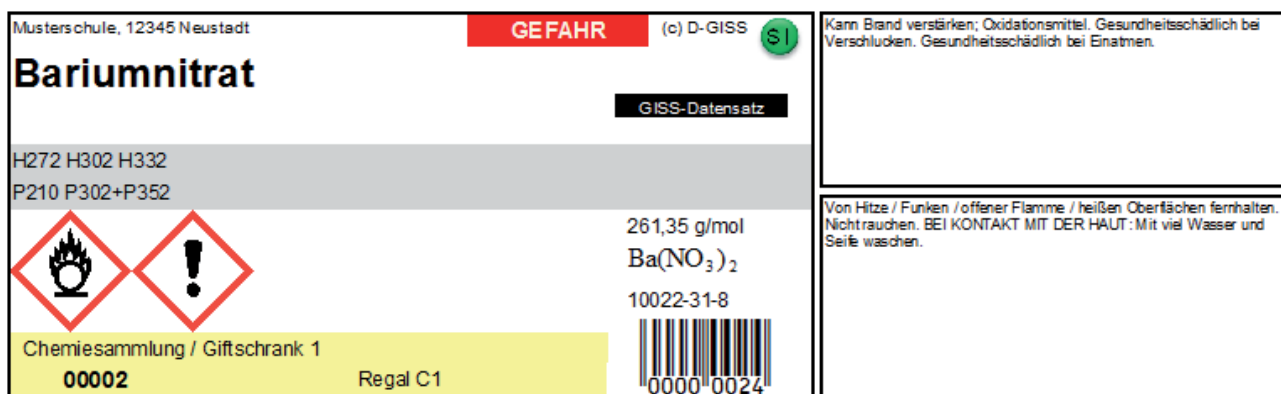 Musterschule, 12345 Neustadt
GEFAHR
(c) D-GISS
SI
Bariumnitrat
GISS-Datensatz
H272 H302 H332
P210 P302+P352
261,35 g/mol
Ba(NO₃)₂
10022-31-8
Chemiesammlung / Giftschrank 1
00002
Regal C1
0000 0024
Kann Brand verstärken; Oxidationsmittel. Gesundheitsschädlich bei
Verschlucken. Gesundheitsschädlich bei Einatmen.
Von Hitze / Funken / offener Flamme / heißen Oberflächen fernhalten.
Nicht rauchen. BEI KONTAKT MIT DER HAUT: Mit viel Wasser und
Seife waschen.